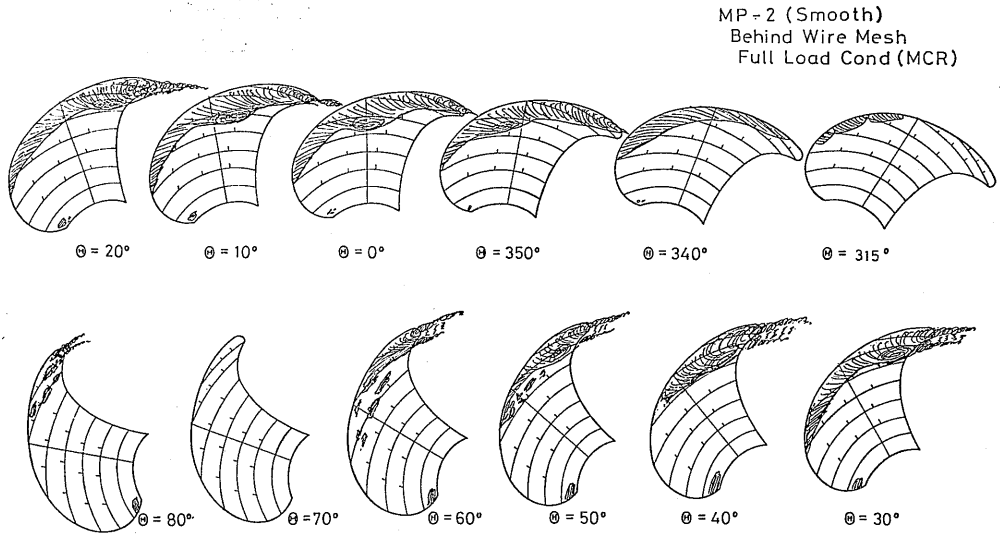 MP-2 (Smooth)
Behind Wire Mesh
Full Load Cond (MCR)
Θ = 20°
Θ = 10°
Θ = 0°
Θ = 350°
Θ = 340°
Θ = 315°
Θ = 80°
Θ = 70°
Θ = 60°
Θ = 50°
Θ = 40°
Θ = 30°